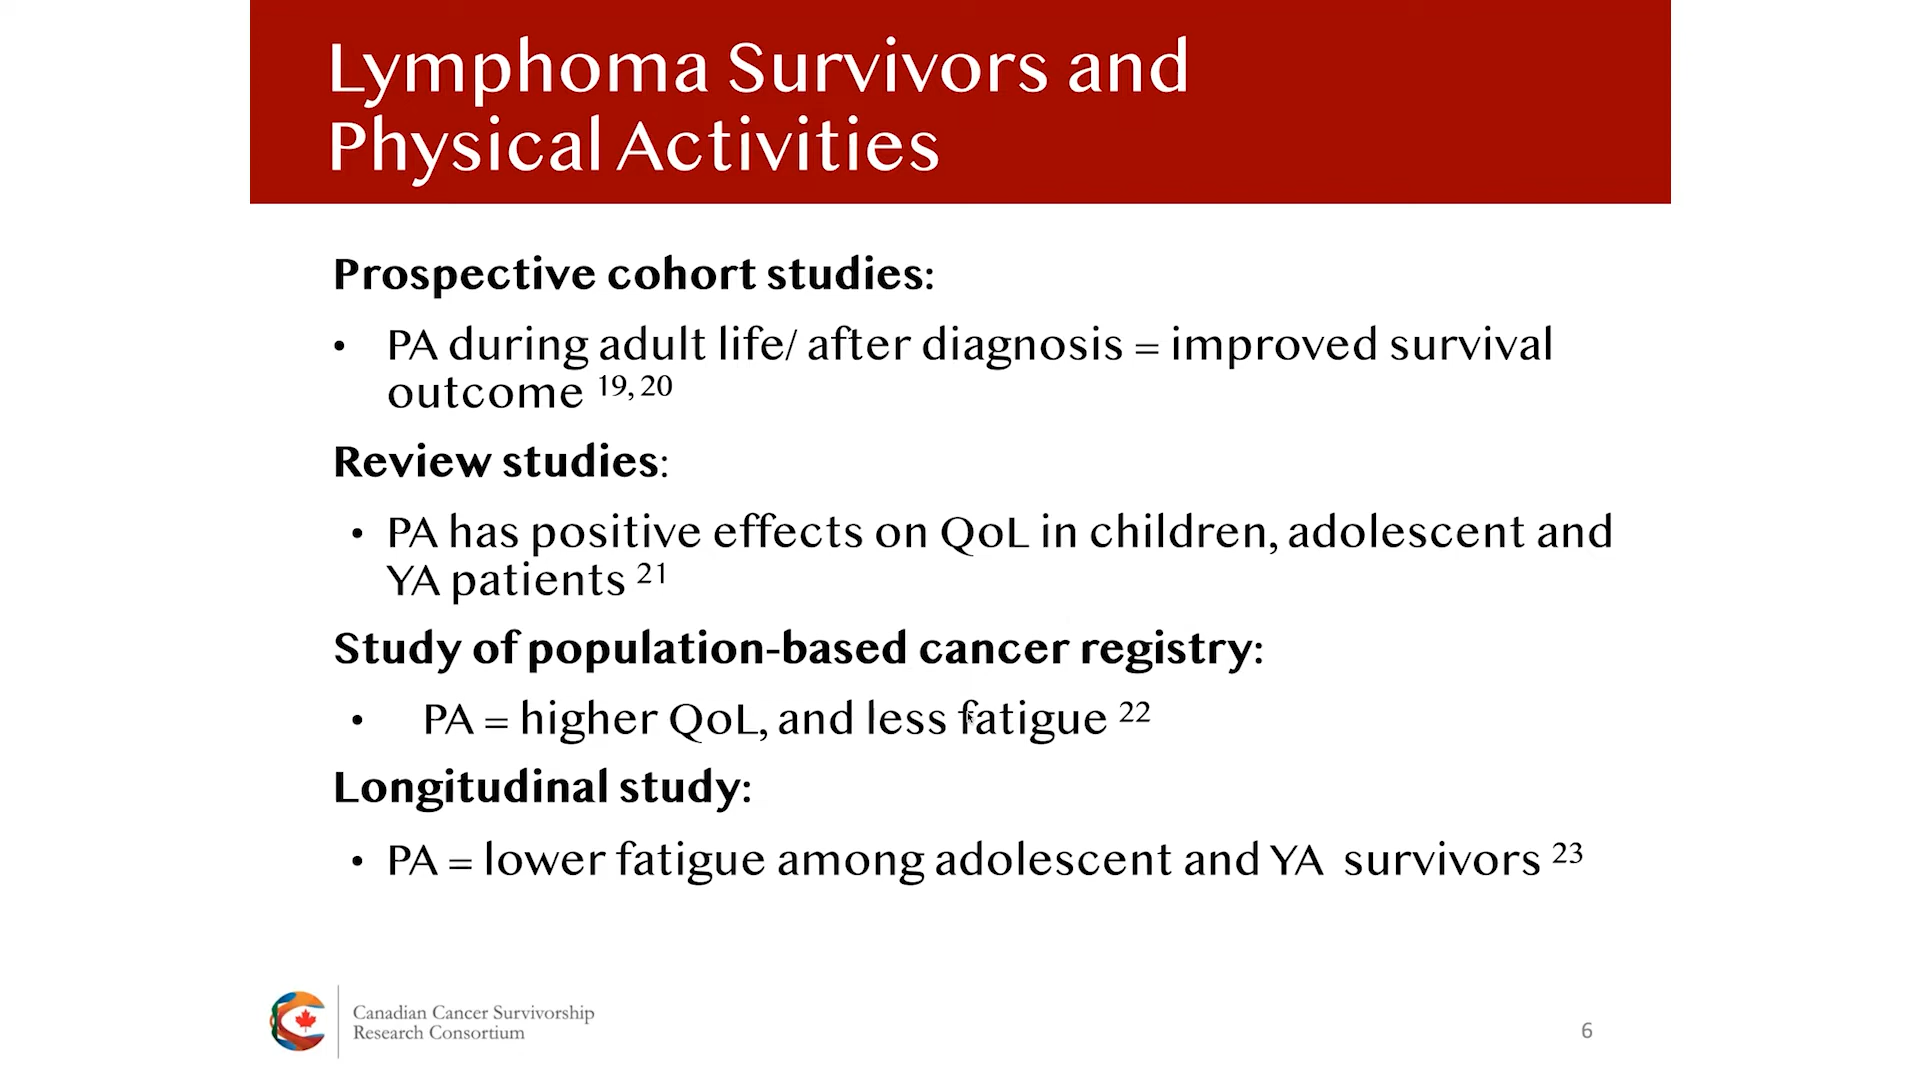 Lymphoma Survivors and
Physical Activities
Prospective cohort studies:
• PA during adult life/ after diagnosis = improved survival
outcome 19, 20
Review studies:
• PA has positive effects on QoL in children, adolescent and
YA patients 21
Study of population-based cancer registry:
• PA = higher QoL, and less fatigue 22
Longitudinal study:
• PA = lower fatigue among adolescent and YA survivors 23
Canadian Cancer Survivorship
Research Consortium
6